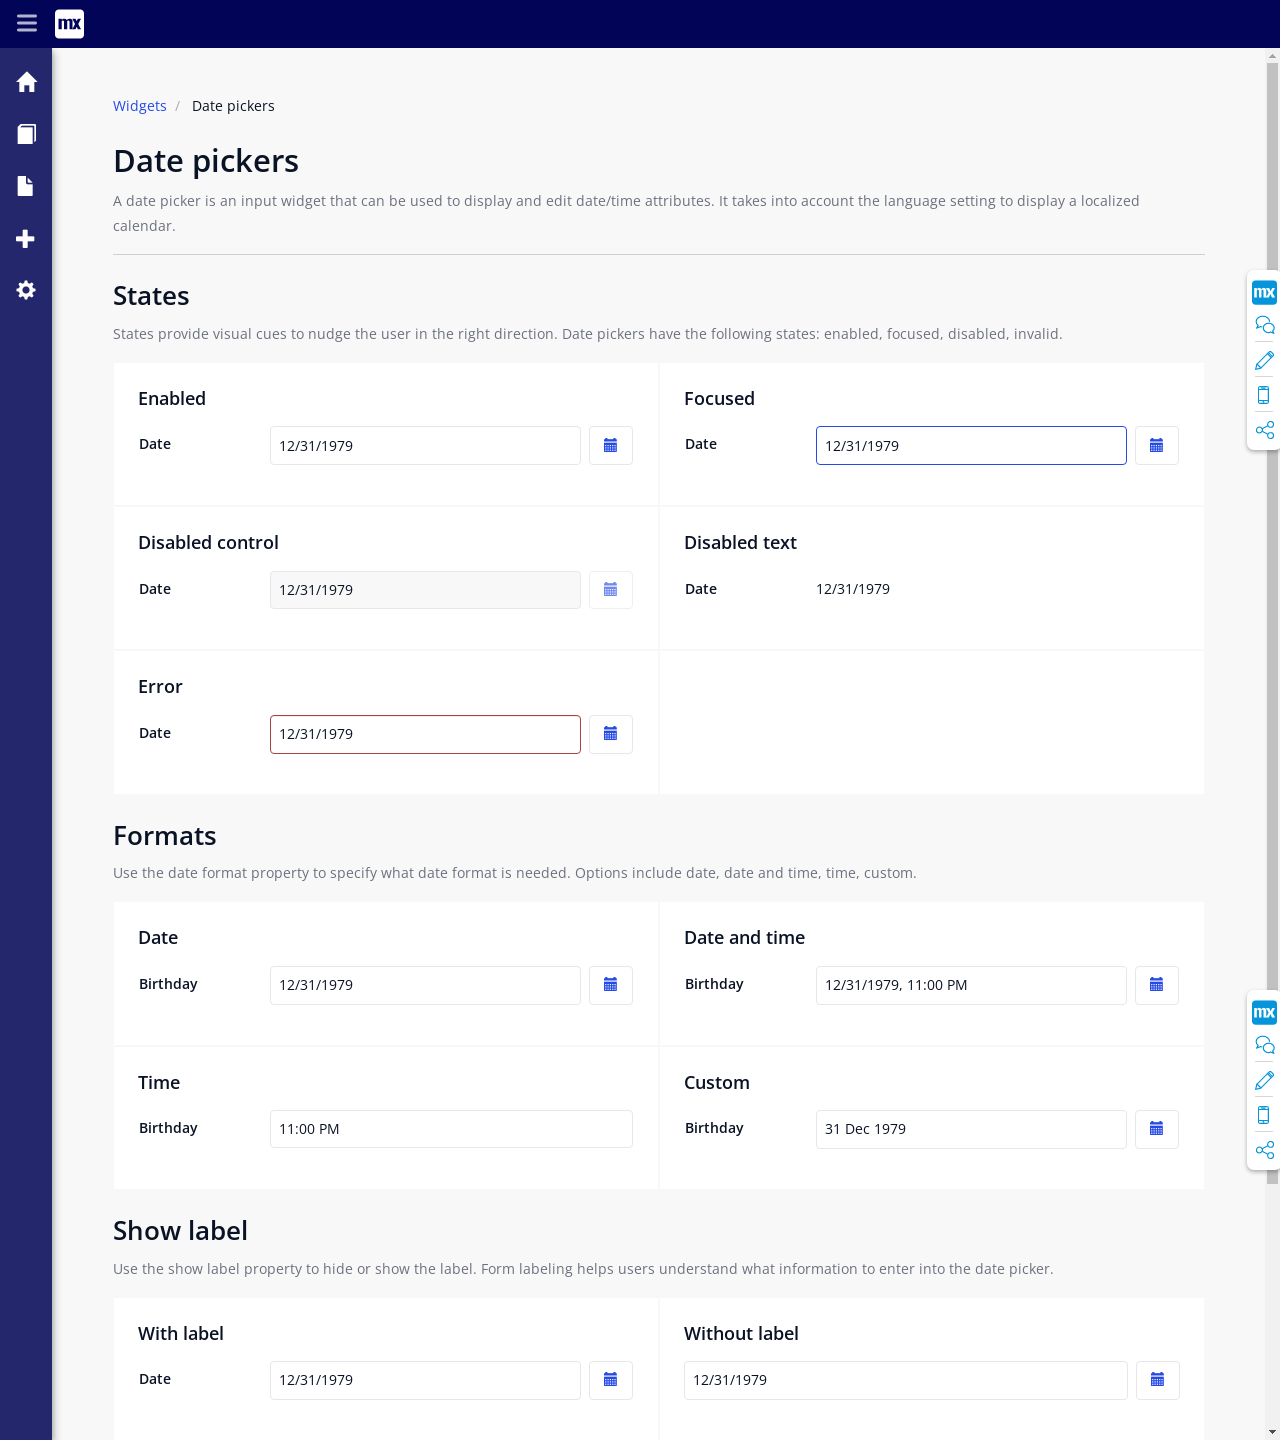 mx
Widgets / Date pickers
Date pickers
A date picker is an input widget that can be used to display and edit date/time attributes. It takes into account the language setting to display a localized
calendar.
States
States provide visual cues to nudge the user in the right direction. Date pickers have the following states: enabled, focused, disabled, invalid.
mx
Enabled
Date 12/31/1979
Focused
Date 12/31/1979
Disabled control
Date 12/31/1979
Disabled text
Date 12/31/1979
Error
Date 12/31/1979
Formats
Use the date format property to specify what date format is needed. Options include date, date and time, time, custom.
Date
Birthday 12/31/1979
Date and time
Birthday 12/31/1979, 11:00 PM
mx
Time
Birthday 11:00 PM
Custom
Birthday 31 Dec 1979
Show label
Use the show label property to hide or show the label. Form labeling helps users understand what information to enter into the date picker.
With label
Date 12/31/1979
Without label
12/31/1979